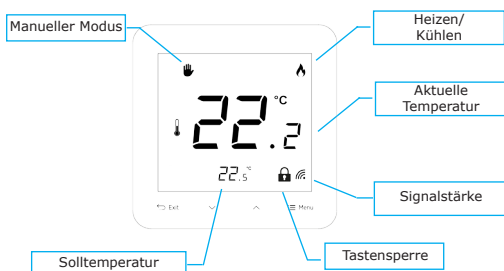 Manueller Modus
Heizen/
Kühlen
°C
22.2
Aktuelle
Temperatur
22.5 °C
Exit
Menu
Signalstärke
Solltemperatur
Tastensperre